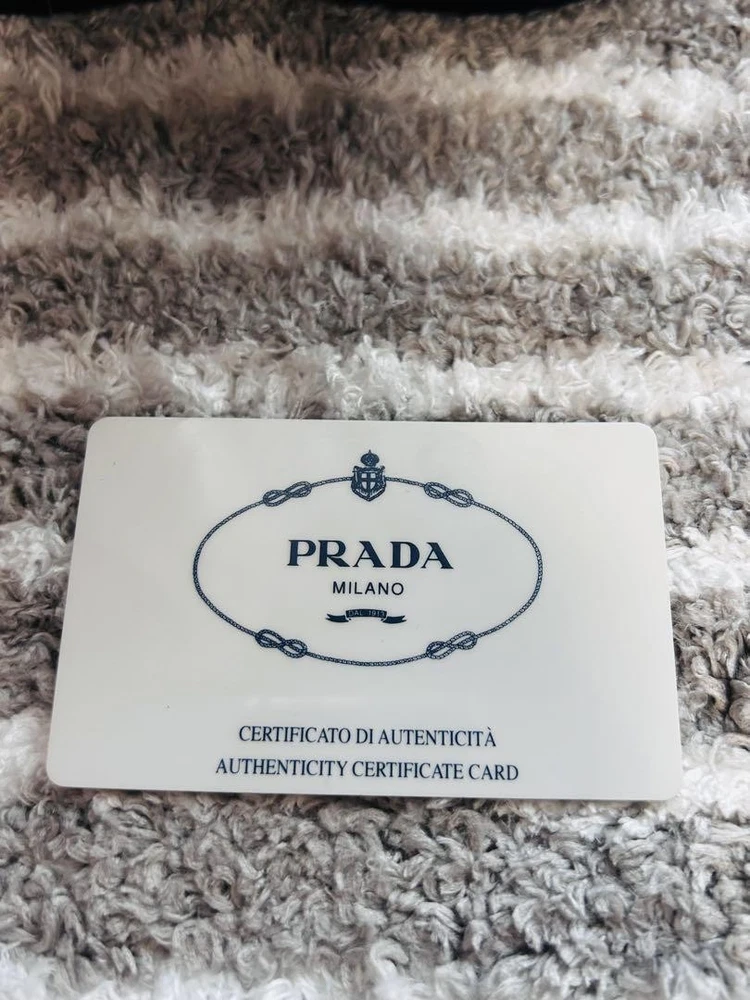 PRADA
MILANO
DAL 1913
CERTIFICATO DI AUTENTICITÀ
AUTHENTICITY CERTIFICATE CARD